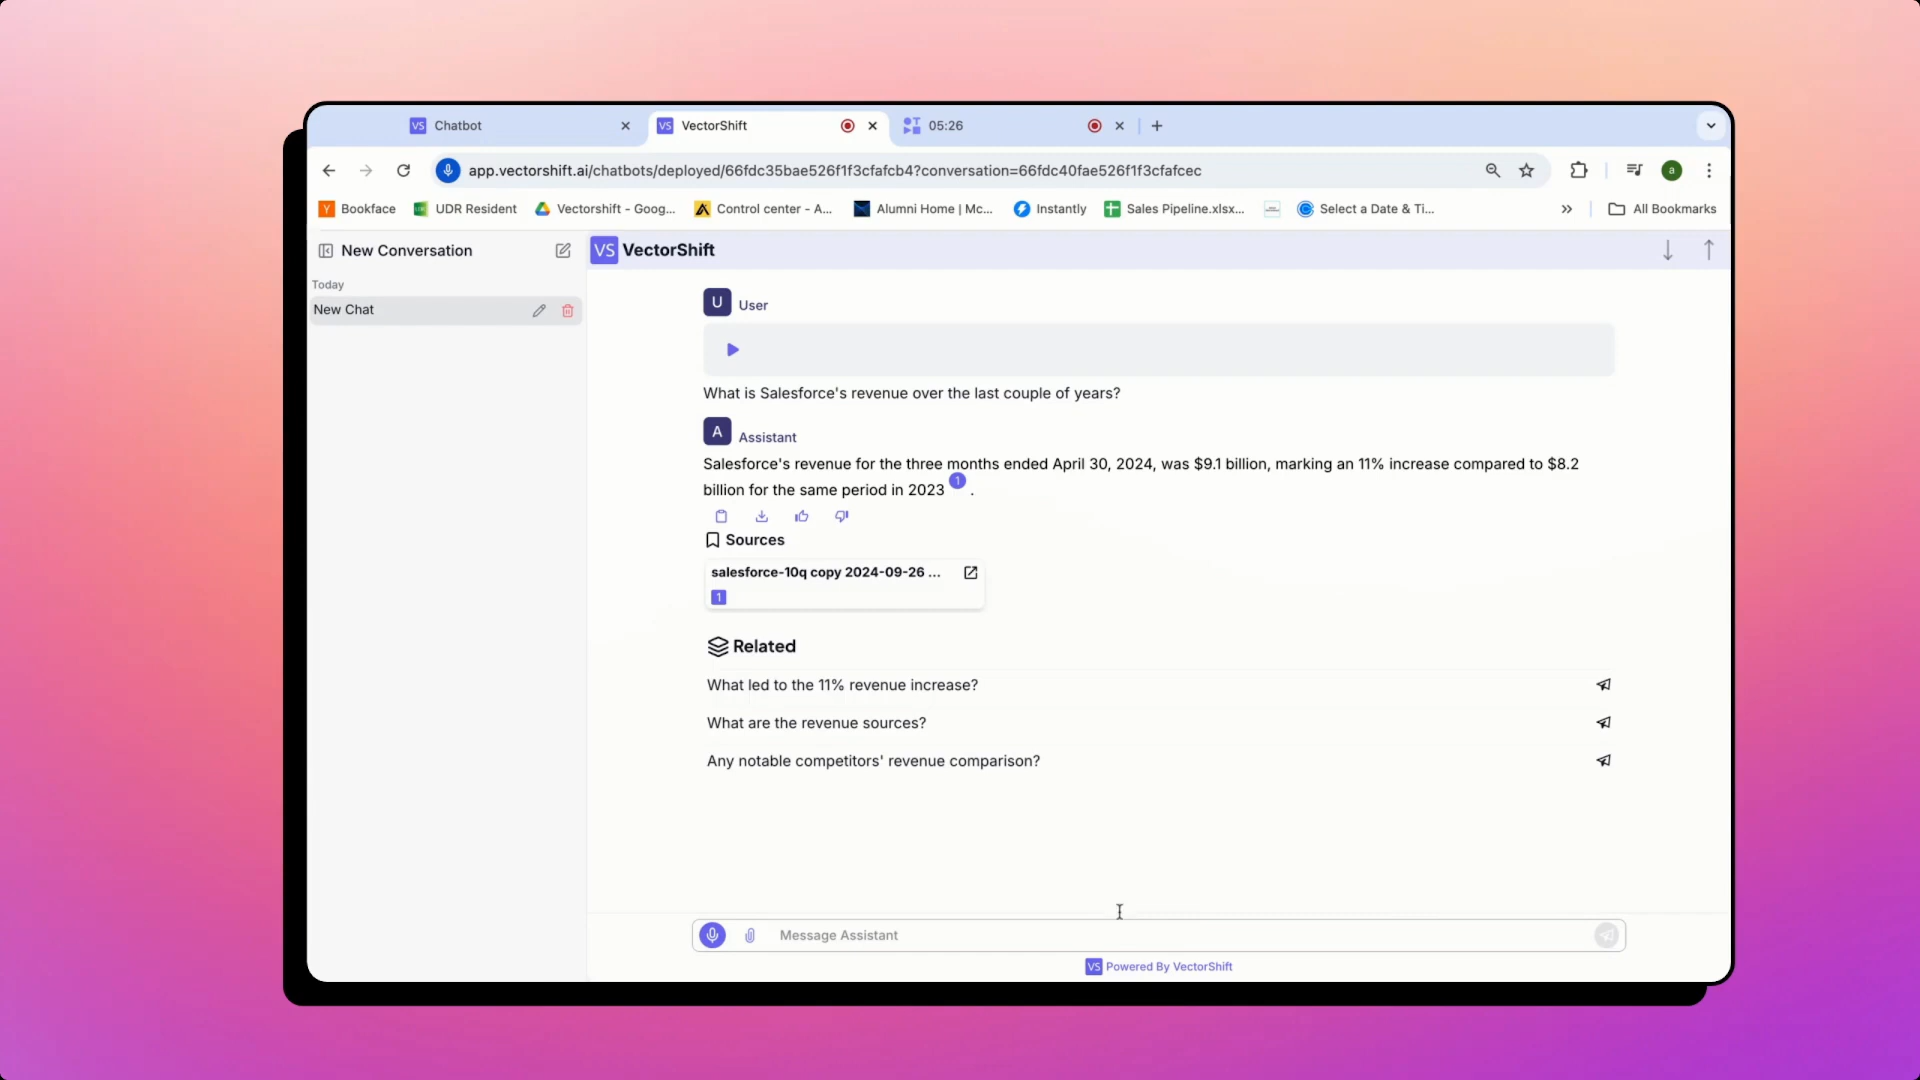 VS Chatbot
VS VectorShift
05:26
app.vectorshift.ai/chatbots/deployed/66fdc35bae526f1f3cfafcb4?conversation=66fdc40fae526f1f3cfafcec
a
Y Bookface
UDR Resident
Vectorshift - Goog...
Control center - A...
Alumni Home | Mc...
Instantly
Sales Pipeline.xlsx...
Select a Date & Ti...
All Bookmarks
New Conversation
VS VectorShift
Today
New Chat
U User
What is Salesforce's revenue over the last couple of years?
A Assistant
Salesforce's revenue for the three months ended April 30, 2024, was $9.1 billion, marking an 11% increase compared to $8.2
billion for the same period in 2023 1 .
Sources
salesforce-10q copy 2024-09-26 ...
1
Related
What led to the 11% revenue increase?
What are the revenue sources?
Any notable competitors' revenue comparison?
Message Assistant
VS Powered By VectorShift